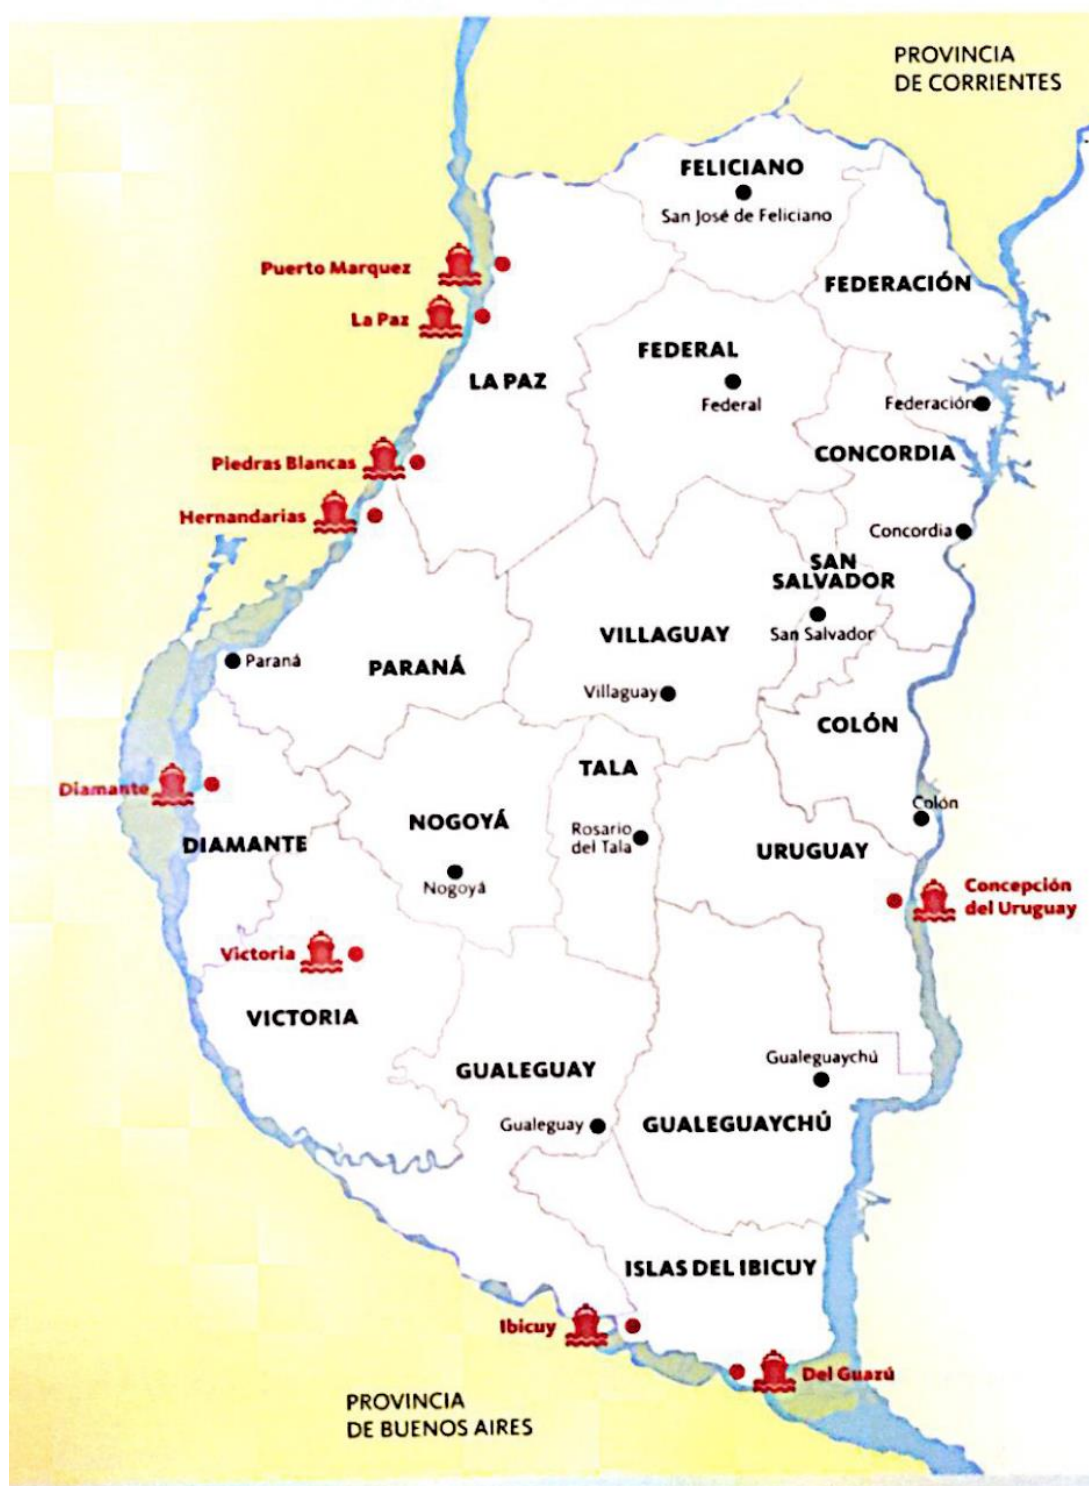 PROVINCIA
DE CORRIENTES
FELICIANO
San José de Feliciano
Puerto Marquez
FEDERACIÓN
La Paz
FEDERAL
LA PAZ
Federal
Federación
CONCORDIA
Piedras Blancas
Hernandarias
Concordia
SAN
SALVADOR
San Salvador
VILLAGUAY
Paraná
PARANÁ
Villaguay
COLÓN
TALA
Diamante
Colón
NOGOYÁ
Rosario
del Tala
DIAMANTE
URUGUAY
Nogoyá
Concepción
del Uruguay
Victoria
VICTORIA
Gualeguaychú
GUALEGUAY
Gualeguay
GUALEGUAYCHÚ
ISLAS DEL IBICUY
Ibicuy
Del Guazú
PROVINCIA
DE BUENOS AIRES